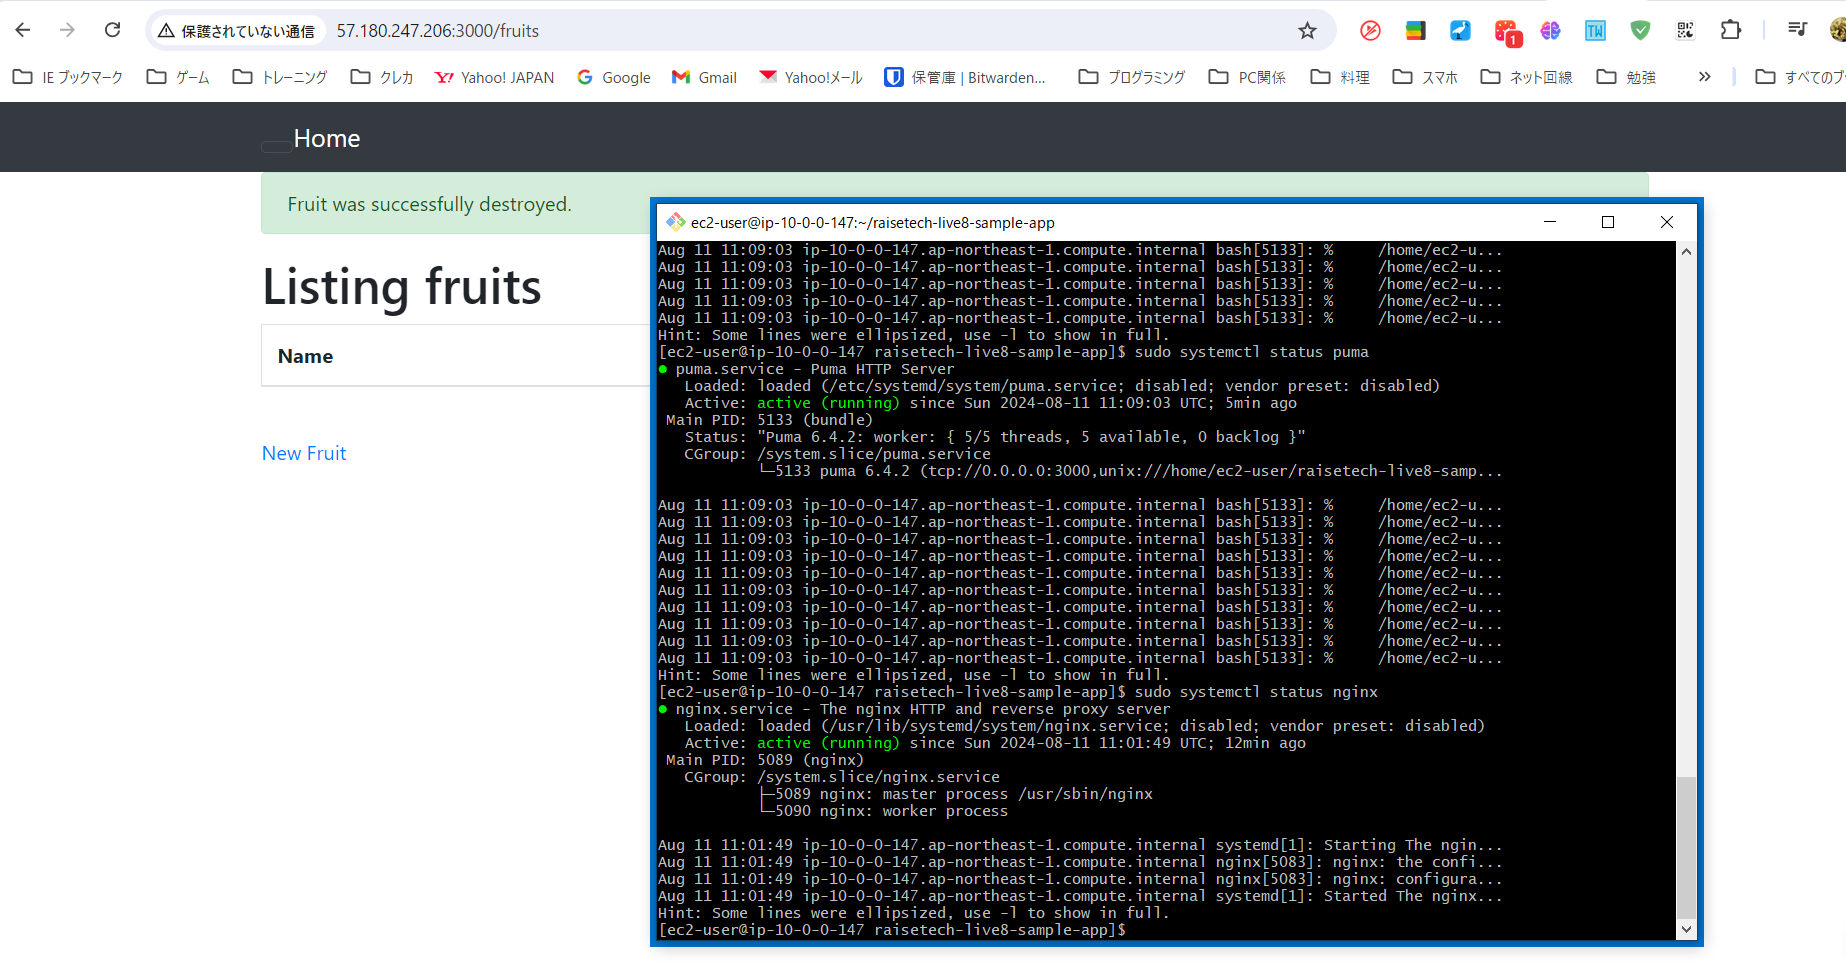 保護されていない通信 57.180.247.206:3000/fruits
1
TW
IE ブックマーク ゲーム トレーニング クレカ Y! Yahoo! JAPAN G Google Gmail Yahoo!メール 保管庫 | Bitwarden... プログラミング PC関係 料理 スマホ ネット回線 勉強 » すべてのブ
Home
Fruit was successfully destroyed.
Listing fruits
Name
New Fruit
ec2-user@ip-10-0-0-147:~/raisetech-live8-sample-app
Aug 11 11:09:03 ip-10-0-0-147.ap-northeast-1.compute.internal bash[5133]: % /home/ec2-u...
Aug 11 11:09:03 ip-10-0-0-147.ap-northeast-1.compute.internal bash[5133]: % /home/ec2-u...
Aug 11 11:09:03 ip-10-0-0-147.ap-northeast-1.compute.internal bash[5133]: % /home/ec2-u...
Aug 11 11:09:03 ip-10-0-0-147.ap-northeast-1.compute.internal bash[5133]: % /home/ec2-u...
Aug 11 11:09:03 ip-10-0-0-147.ap-northeast-1.compute.internal bash[5133]: % /home/ec2-u...
Hint: Some lines were ellipsized, use -l to show in full.
[ec2-user@ip-10-0-0-147 raisetech-live8-sample-app]$ sudo systemctl status puma
● puma.service - Puma HTTP Server
Loaded: loaded (/etc/systemd/system/puma.service; disabled; vendor preset: disabled)
Active: active (running) since Sun 2024-08-11 11:09:03 UTC; 5min ago
Main PID: 5133 (bundle)
Status: "Puma 6.4.2: worker: { 5/5 threads, 5 available, 0 backlog }"
CGroup: /system.slice/puma.service
└─5133 puma 6.4.2 (tcp://0.0.0.0:3000,unix:///home/ec2-user/raisetech-live8-samp...
Aug 11 11:09:03 ip-10-0-0-147.ap-northeast-1.compute.internal bash[5133]: % /home/ec2-u...
Aug 11 11:09:03 ip-10-0-0-147.ap-northeast-1.compute.internal bash[5133]: % /home/ec2-u...
Aug 11 11:09:03 ip-10-0-0-147.ap-northeast-1.compute.internal bash[5133]: % /home/ec2-u...
Aug 11 11:09:03 ip-10-0-0-147.ap-northeast-1.compute.internal bash[5133]: % /home/ec2-u...
Aug 11 11:09:03 ip-10-0-0-147.ap-northeast-1.compute.internal bash[5133]: % /home/ec2-u...
Aug 11 11:09:03 ip-10-0-0-147.ap-northeast-1.compute.internal bash[5133]: % /home/ec2-u...
Aug 11 11:09:03 ip-10-0-0-147.ap-northeast-1.compute.internal bash[5133]: % /home/ec2-u...
Aug 11 11:09:03 ip-10-0-0-147.ap-northeast-1.compute.internal bash[5133]: % /home/ec2-u...
Aug 11 11:09:03 ip-10-0-0-147.ap-northeast-1.compute.internal bash[5133]: % /home/ec2-u...
Aug 11 11:09:03 ip-10-0-0-147.ap-northeast-1.compute.internal bash[5133]: % /home/ec2-u...
Hint: Some lines were ellipsized, use -l to show in full.
[ec2-user@ip-10-0-0-147 raisetech-live8-sample-app]$ sudo systemctl status nginx
● nginx.service - The nginx HTTP and reverse proxy server
Loaded: loaded (/usr/lib/systemd/system/nginx.service; disabled; vendor preset: disabled)
Active: active (running) since Sun 2024-08-11 11:01:49 UTC; 12min ago
Main PID: 5089 (nginx)
CGroup: /system.slice/nginx.service
├─5089 nginx: master process /usr/sbin/nginx
└─5090 nginx: worker process
Aug 11 11:01:49 ip-10-0-0-147.ap-northeast-1.compute.internal systemd[1]: Starting The ngin...
Aug 11 11:01:49 ip-10-0-0-147.ap-northeast-1.compute.internal nginx[5083]: nginx: the confi...
Aug 11 11:01:49 ip-10-0-0-147.ap-northeast-1.compute.internal nginx[5083]: nginx: configura...
Aug 11 11:01:49 ip-10-0-0-147.ap-northeast-1.compute.internal systemd[1]: Started The nginx...
Hint: Some lines were ellipsized, use -l to show in full.
[ec2-user@ip-10-0-0-147 raisetech-live8-sample-app]$